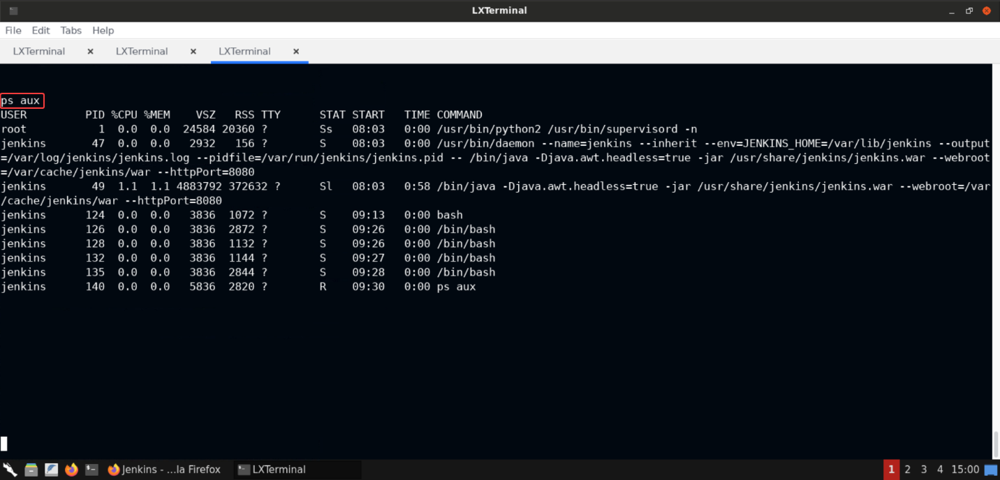 LXTerminal
File Edit Tabs Help
LXTerminal × LXTerminal × LXTerminal ×
ps aux
USER         PID %CPU %MEM    VSZ   RSS TTY      STAT START   TIME COMMAND
root           1  0.0  0.0  24584 20360 ?        Ss   08:03   0:00 /usr/bin/python2 /usr/bin/supervisord -n
jenkins       47  0.0  0.0   2932   156 ?        S    08:03   0:00 /usr/bin/daemon --name=jenkins --inherit --env=JENKINS_HOME=/var/lib/jenkins --output
=/var/log/jenkins/jenkins.log --pidfile=/var/run/jenkins/jenkins.pid -- /bin/java -Djava.awt.headless=true -jar /usr/share/jenkins/jenkins.war --webroot
=/var/cache/jenkins/war --httpPort=8080
jenkins       49  1.1  1.1 4883792 372632 ?      Sl   08:03   0:58 /bin/java -Djava.awt.headless=true -jar /usr/share/jenkins/jenkins.war --webroot=/var
/cache/jenkins/war --httpPort=8080
jenkins      124  0.0  0.0   3836  1072 ?        S    09:13   0:00 bash
jenkins      126  0.0  0.0   3836  2872 ?        S    09:26   0:00 /bin/bash
jenkins      128  0.0  0.0   3836  1132 ?        S    09:26   0:00 /bin/bash
jenkins      132  0.0  0.0   3836  1144 ?        S    09:27   0:00 /bin/bash
jenkins      135  0.0  0.0   3836  2844 ?        S    09:28   0:00 /bin/bash
jenkins      140  0.0  0.0   5836  2820 ?        R    09:30   0:00 ps aux
Jenkins - ...la Firefox LXTerminal 1 2 3 4 15:00